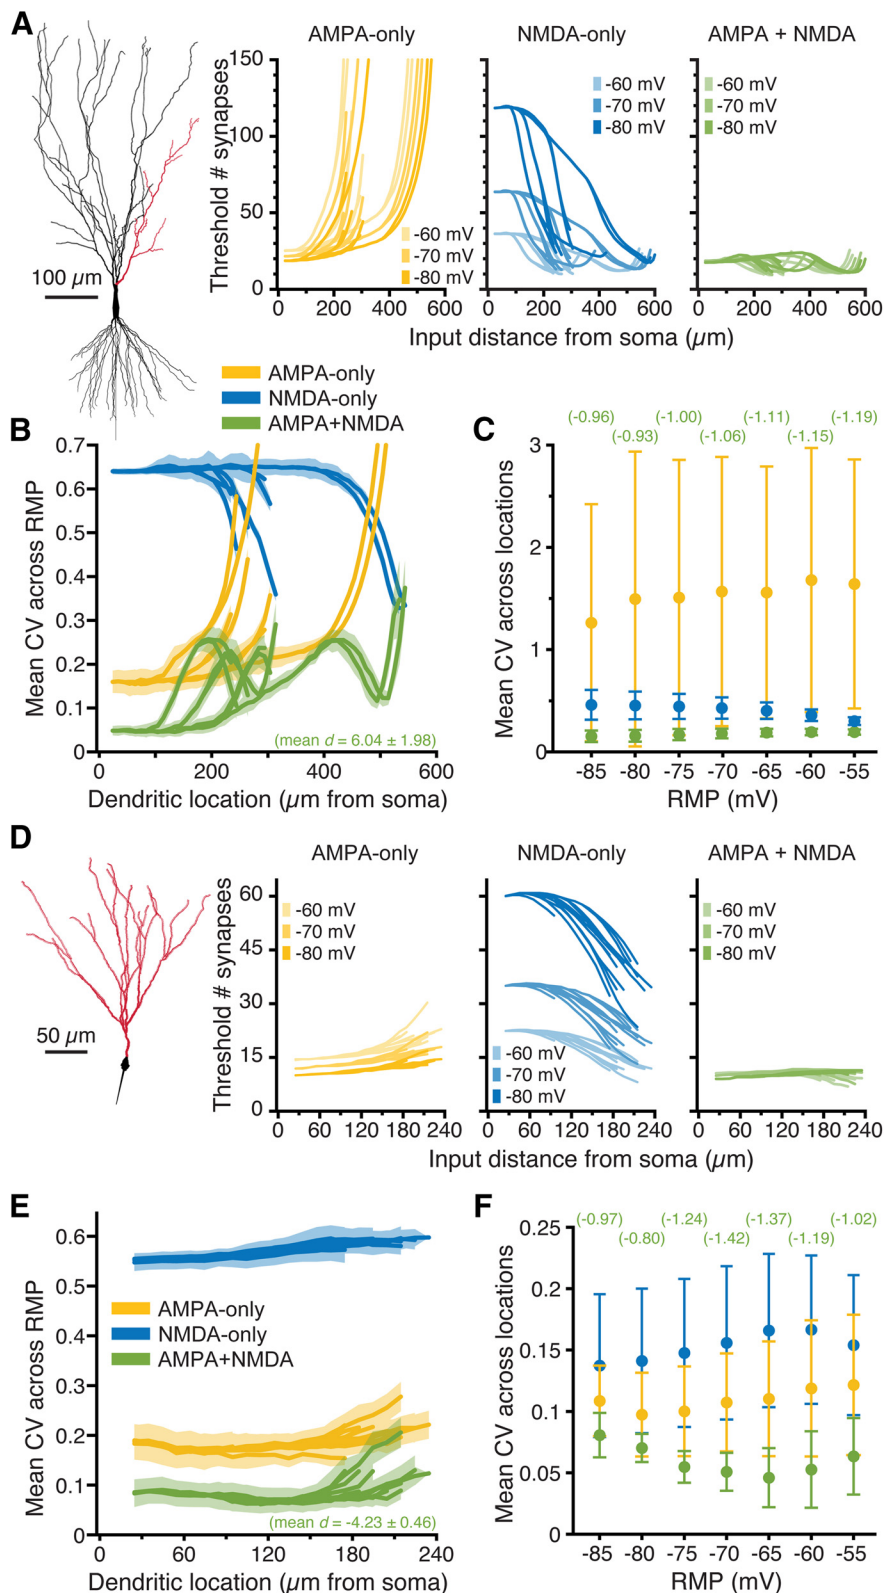 A
AMPA-only NMDA-only AMPA + NMDA
Threshold # synapses
150
100
50
0
-60 mV
-70 mV
-80 mV
-60 mV
-70 mV
-80 mV
-60 mV
-70 mV
-80 mV
100 µm
0 200 400 600 0 200 400 600 0 200 400 600
Input distance from soma (µm)
AMPA-only
NMDA-only
AMPA+NMDA
B
Mean CV across RMP
0.7
0.6
0.5
0.4
0.3
0.2
0.1
0
(mean d = 6.04 ± 1.98)
0 200 400 600
Dendritic location (µm from soma)
C
(-0.96) (-1.00) (-1.11) (-1.19)
(-0.93) (-1.06) (-1.15)
Mean CV across locations
3
2
1
0
-85 -80 -75 -70 -65 -60 -55
RMP (mV)
D
AMPA-only NMDA-only AMPA + NMDA
Threshold # synapses
60
45
30
15
0
-60 mV
-70 mV
-80 mV
-60 mV
-70 mV
-80 mV
-60 mV
-70 mV
-80 mV
50 µm
0 60 120 180 240 0 60 120 180 240 0 60 120 180 240
Input distance from soma (µm)
E
Mean CV across RMP
0.6
0.5
0.4
0.3
0.2
0.1
0
AMPA-only
NMDA-only
AMPA+NMDA
(mean d = -4.23 ± 0.46)
0 60 120 180 240
Dendritic location (µm from soma)
F
(-0.97) (-1.24) (-1.37) (-1.02)
(-0.80) (-1.42) (-1.19)
Mean CV across locations
0.25
0.2
0.15
0.1
0.05
0
-85 -80 -75 -70 -65 -60 -55
RMP (mV)